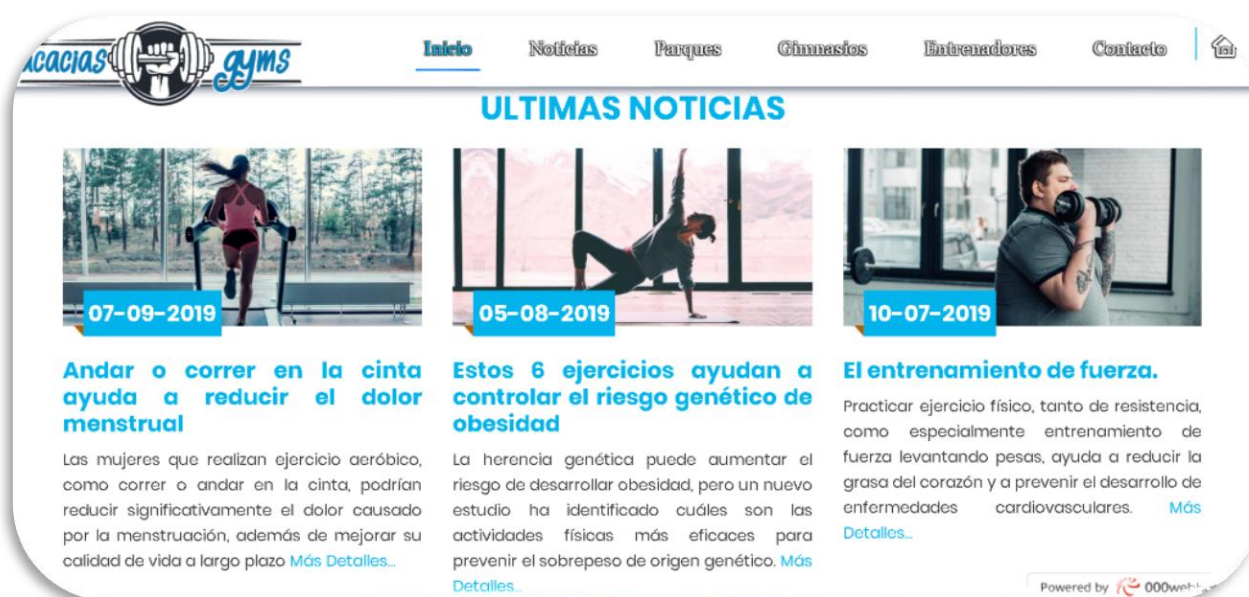 acacias gyms
Inicio Noticias Parques Gimnasios Entrenadores Contacto
ULTIMAS NOTICIAS
07-09-2019
Andar o correr en la cinta
ayuda a reducir el dolor
menstrual
Las mujeres que realizan ejercicio aeróbico,
como correr o andar en la cinta, podrían
reducir significativamente el dolor causado
por la menstruación, además de mejorar su
calidad de vida a largo plazo Más Detalles...
05-08-2019
Estos 6 ejercicios ayudan a
controlar el riesgo genético de
obesidad
La herencia genética puede aumentar el
riesgo de desarrollar obesidad, pero un nuevo
estudio ha identificado cuáles son las
actividades físicas más eficaces para
prevenir el sobrepeso de origen genético. Más
Detalles...
10-07-2019
El entrenamiento de fuerza.
Practicar ejercicio físico, tanto de resistencia,
como especialmente entrenamiento de
fuerza levantando pesas, ayuda a reducir la
grasa del corazón y a prevenir el desarrollo de
enfermedades cardiovasculares. Más
Detalles...
Powered by